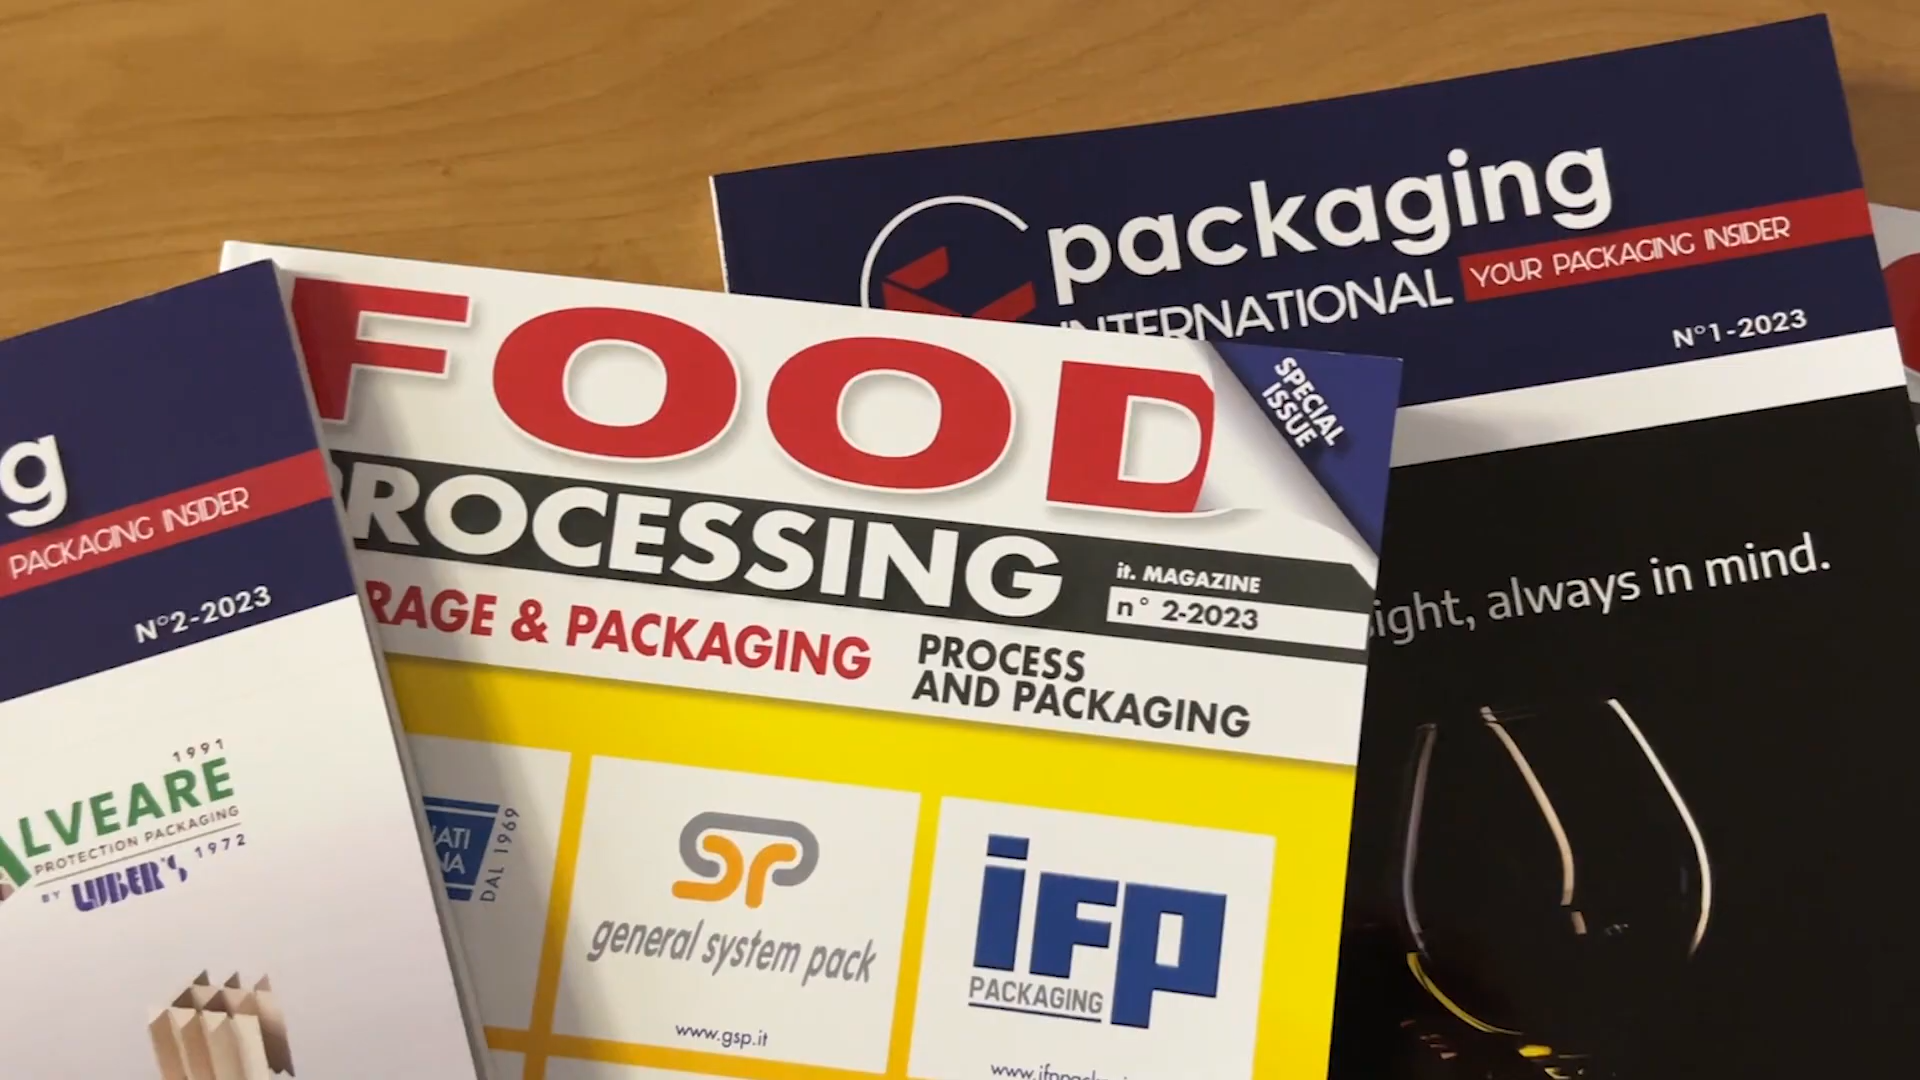 packaging
INTERNATIONAL
YOUR PACKAGING INSIDER
N°1-2023
FOOD
SPECIAL
ISSUE
PROCESSING
it. MAGAZINE
n° 2-2023
RAGE & PACKAGING
PROCESS
AND PACKAGING
g
PACKAGING INSIDER
N°2-2023
ight, always in mind.
1991
ALVEARE
PROTECTION PACKAGING
BY LUBER'S 1972
DAL 1969
general system pack
www.gsp.it
ifp
PACKAGING